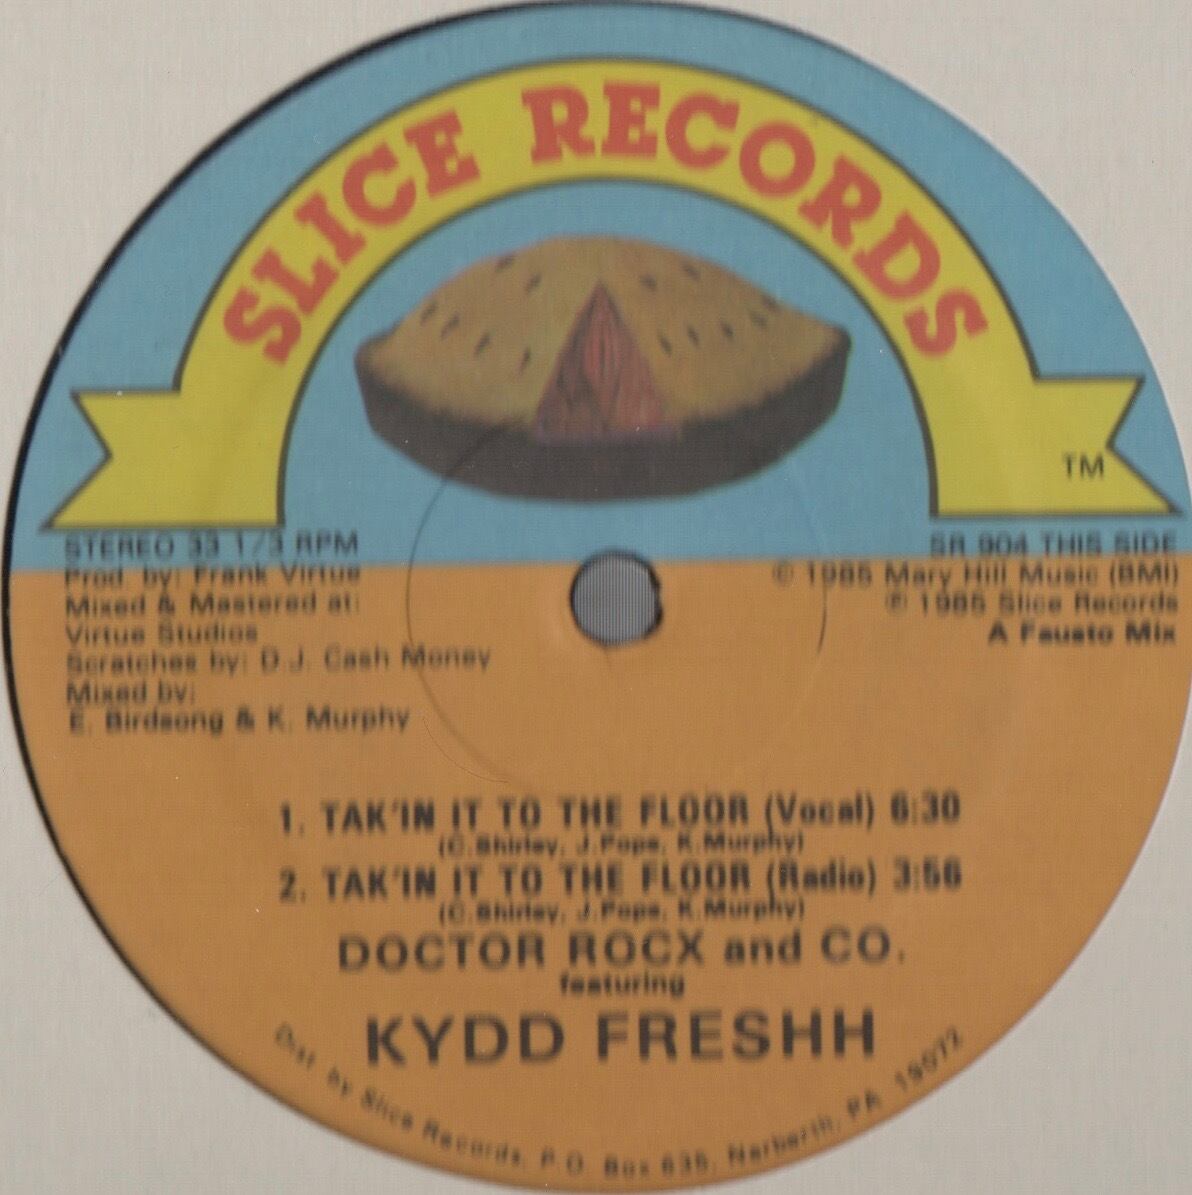 SLICE RECORDS
TM
STEREO 33 1/3 RPM
Prod. by: Frank Virtue
Mixed & Mastered at:
Virtue Studios
Scratches by: D.J. Cash Money
Mixed by:
E. Birdsong & K. Murphy
SR 904 THIS SIDE
© 1985 Mary Hill Music (BMI)
℗ 1985 Slice Records
A Fausto Mix
1. TAK'IN IT TO THE FLOOR (Vocal) 6:30
(C.Shirley, J.Pope, K.Murphy)
2. TAK'IN IT TO THE FLOOR (Radio) 3:56
(C.Shirley, J.Pope, K.Murphy)
DOCTOR ROCX and CO.
featuring
KYDD FRESHH
Dist. by Slice Records, P.O. Box 635, Narberth, PA 19072